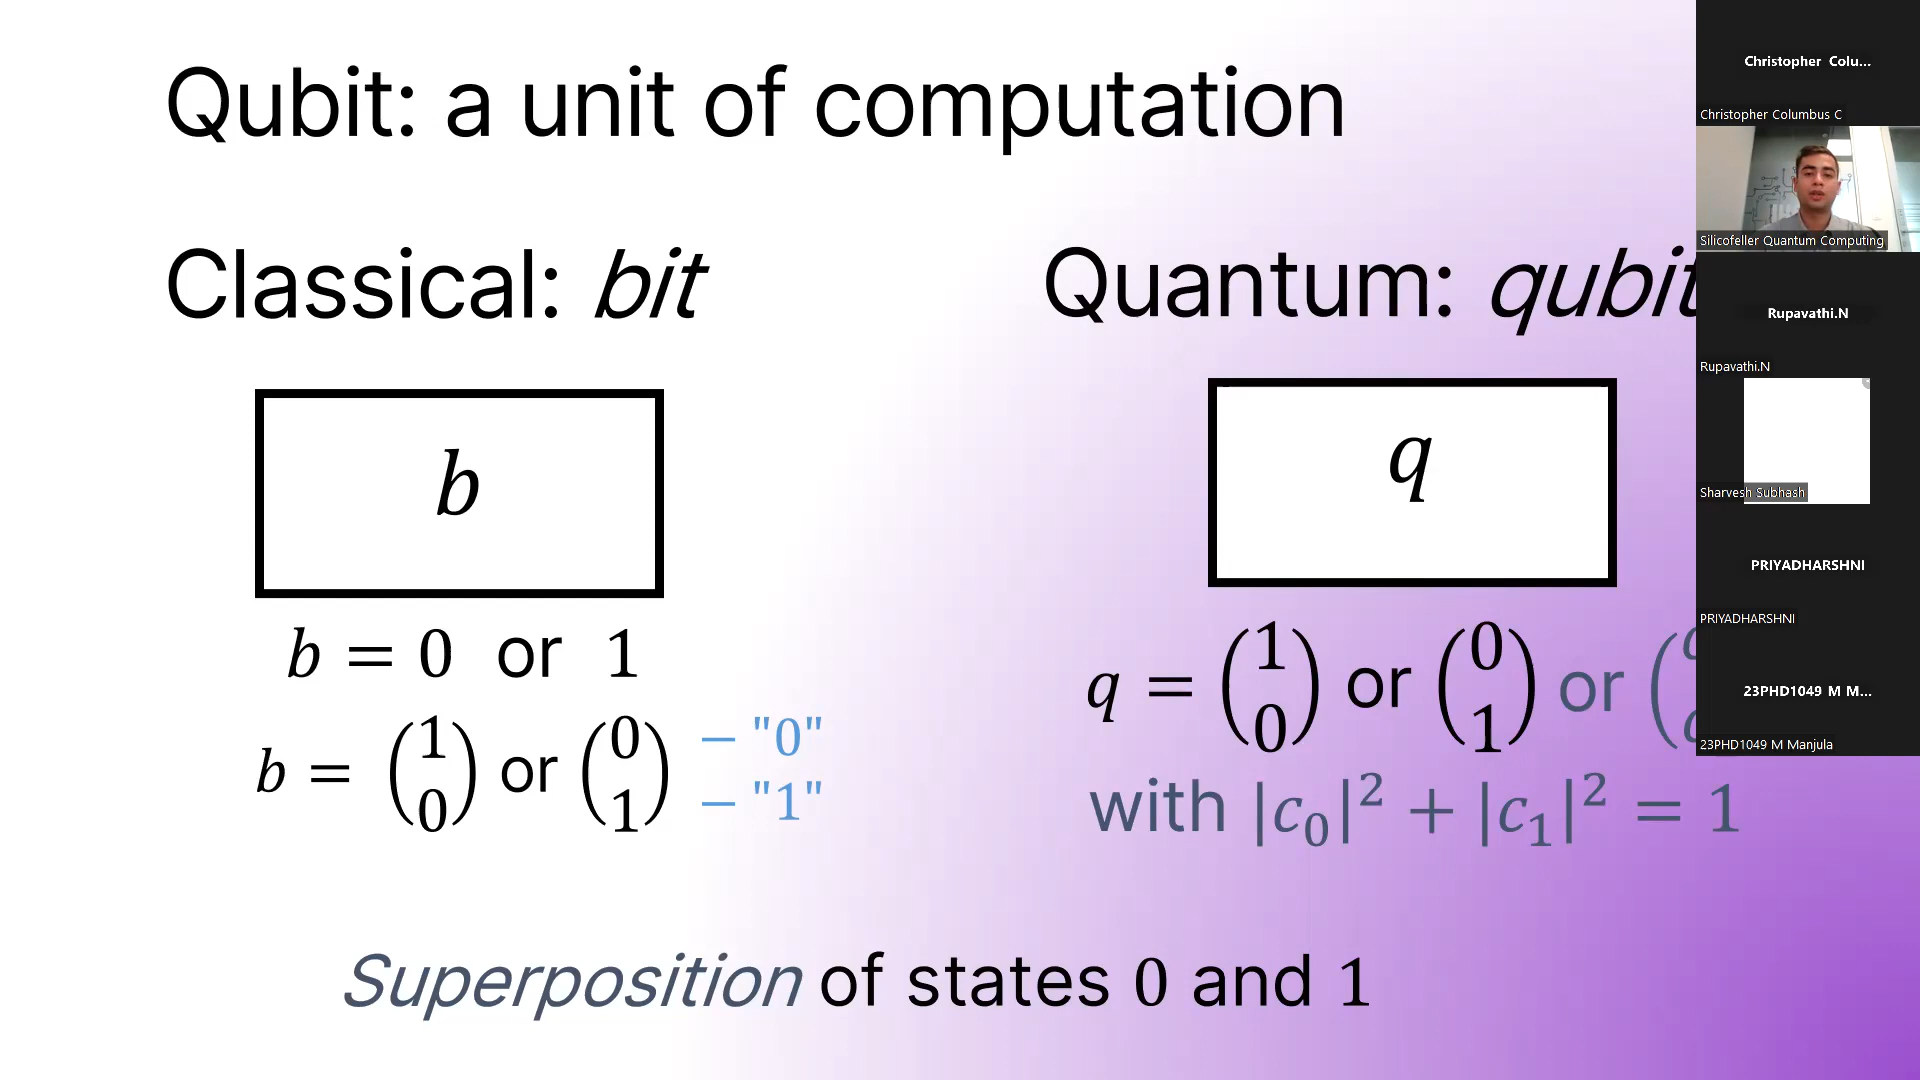 Qubit: a unit of computation
Classical: bit
Quantum: qubit
b
q
b = 0 or 1
b = (1 0) or (0 1) – "0" – "1"
q = (1 0) or (0 1) or (
with |c₀|² + |c₁|² = 1
Superposition of states 0 and 1
Christopher Colu...
Christopher Columbus C
Silicofeller Quantum Computing
Rupavathi.N
Rupavathi.N
Sharvesh Subhash
PRIYADHARSHNI
PRIYADHARSHNI
23PHD1049 M M...
23PHD1049 M Manjula